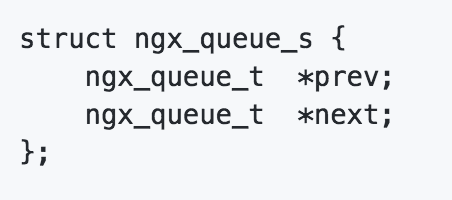 struct ngx_queue_s {
    ngx_queue_t  *prev;
    ngx_queue_t  *next;
};